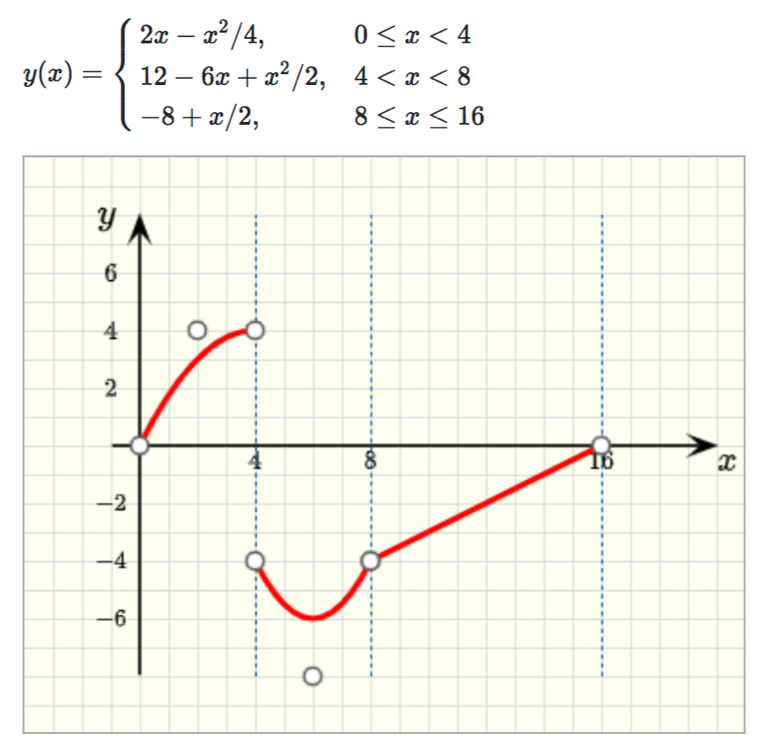 y(x) = { 2x − x²/4, 0 ≤ x < 4
12 − 6x + x²/2, 4 < x < 8
−8 + x/2, 8 ≤ x ≤ 16
y
6
4
2
4 8 16 x
−2
−4
−6